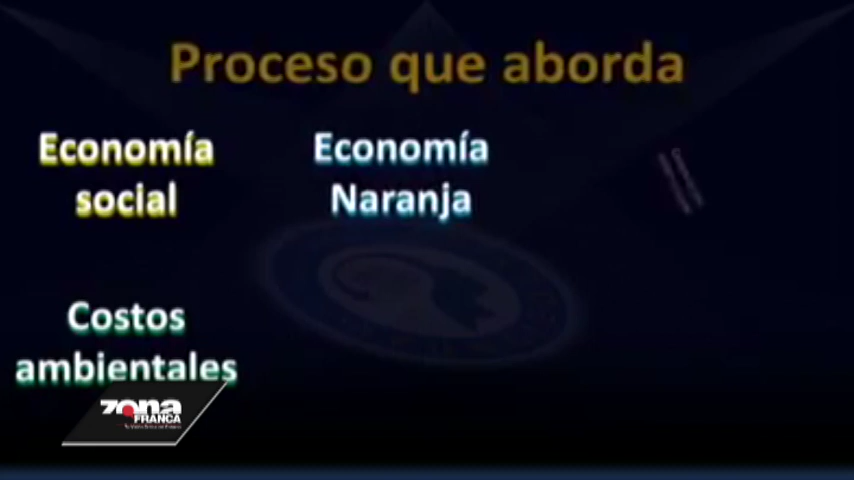 Proceso que aborda
Economía
social
Economía
Naranja
Costos
ambientales
zona
FRANCA